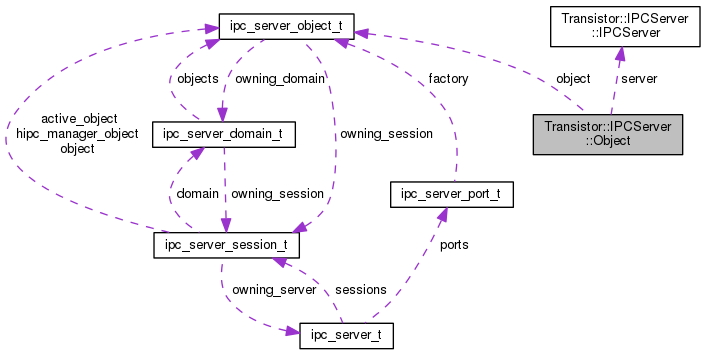 ipc_server_object_t
Transistor::IPCServer
::IPCServer
objects
owning_domain
factory
object
server
active_object
hipc_manager_object
object
ipc_server_domain_t
owning_session
Transistor::IPCServer
::Object
domain
owning_session
ipc_server_port_t
ipc_server_session_t
ports
owning_server
sessions
ipc_server_t